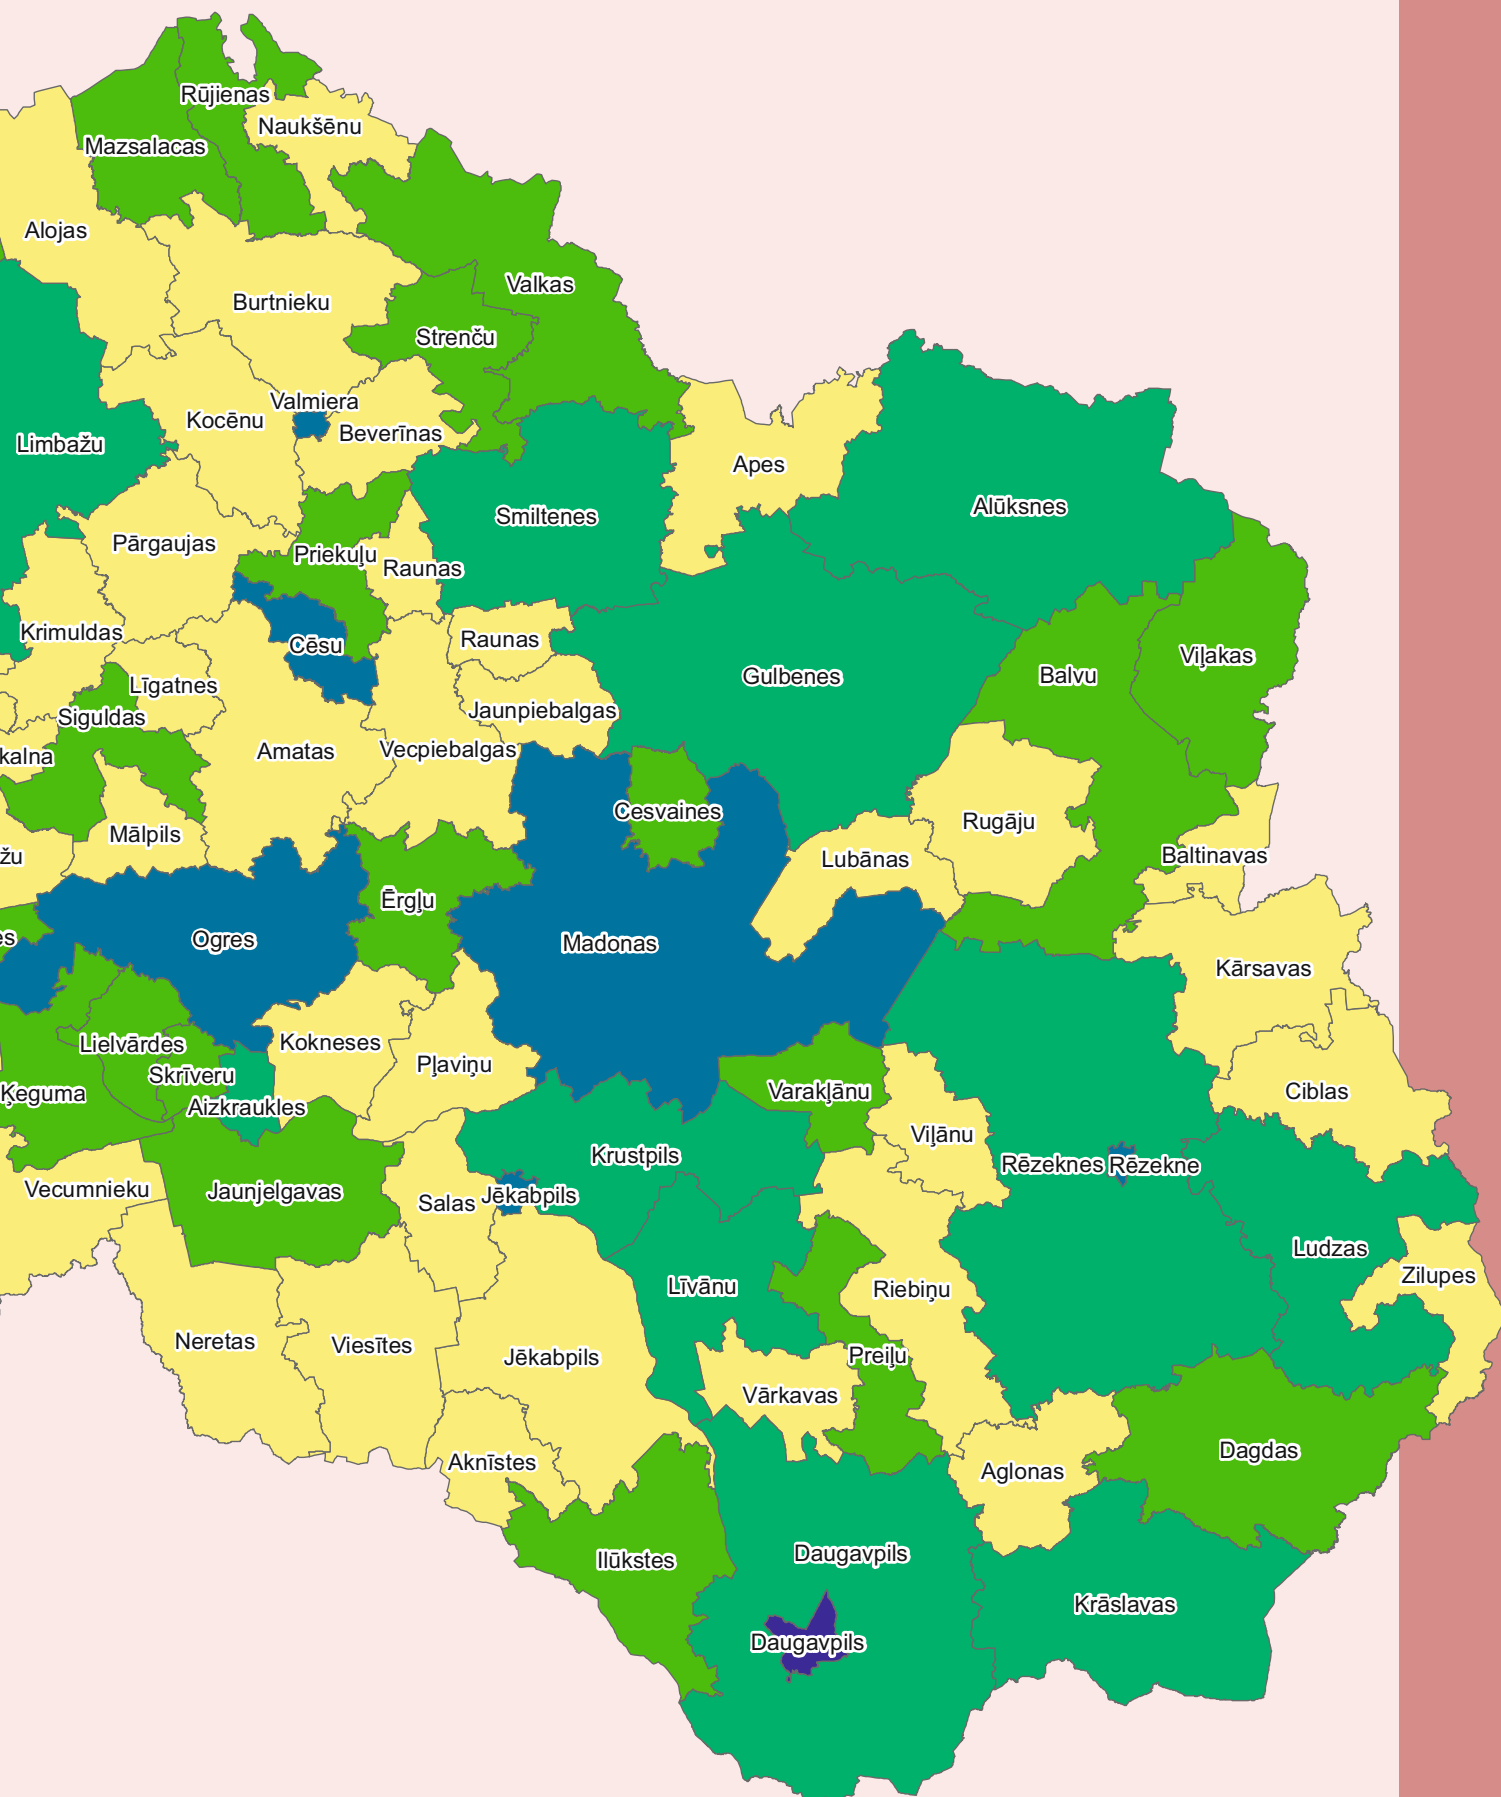 Rūjienas
Naukšēnu
Mazsalacas
Alojas
Valkas
Burtnieku
Strenču
Valmiera
Kocēnu
Beverīnas
Limbažu
Apes
Alūksnes
Smiltenes
Pārgaujas
Priekuļu
Raunas
Krimuldas
Cēsu
Raunas
Viļakas
Gulbenes
Balvu
Līgatnes
Jaunpiebalgas
Siguldas
Vecpiebalgas
Amatas
kalna
Cesvaines
Rugāju
Mālpils
Baltinavas
žu
Lubānas
Ērgļu
es
Ogres
Madonas
Kārsavas
Lielvārdes
Kokneses
Pļaviņu
Skrīveru
Ķeguma
Varakļānu
Ciblas
Aizkraukles
Viļānu
Krustpils
Rēzeknes
Rēzekne
Vecumnieku
Jaunjelgavas
Salas
Jēkabpils
Ludzas
Līvānu
Riebiņu
Zilupes
Neretas
Viesītes
Jēkabpils
Preiļu
Vārkavas
Dagdas
Aknīstes
Aglonas
Ilūkstes
Daugavpils
Krāslavas
Daugavpils